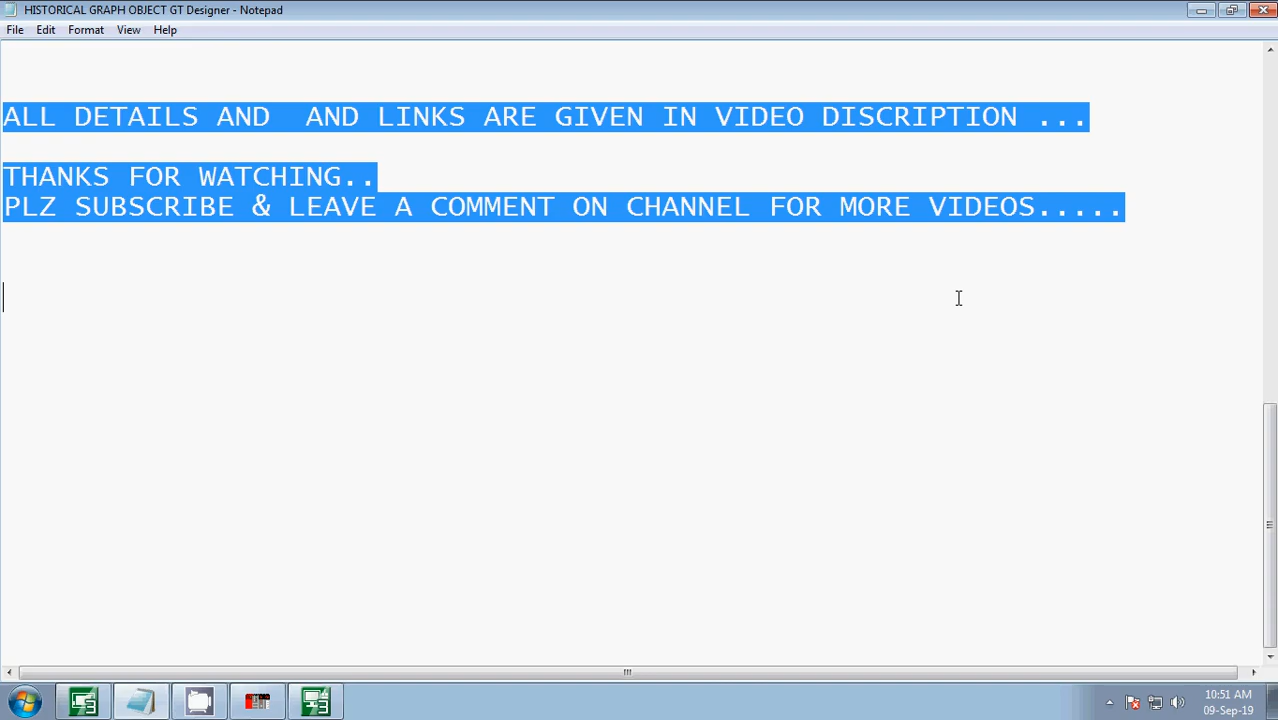 HISTORICAL GRAPH OBJECT GT Designer - Notepad
File Edit Format View Help
ALL DETAILS AND  AND LINKS ARE GIVEN IN VIDEO DISCRIPTION ...
THANKS FOR WATCHING..
PLZ SUBSCRIBE & LEAVE A COMMENT ON CHANNEL FOR MORE VIDEOS.....
10:51 AM
09-Sep-19